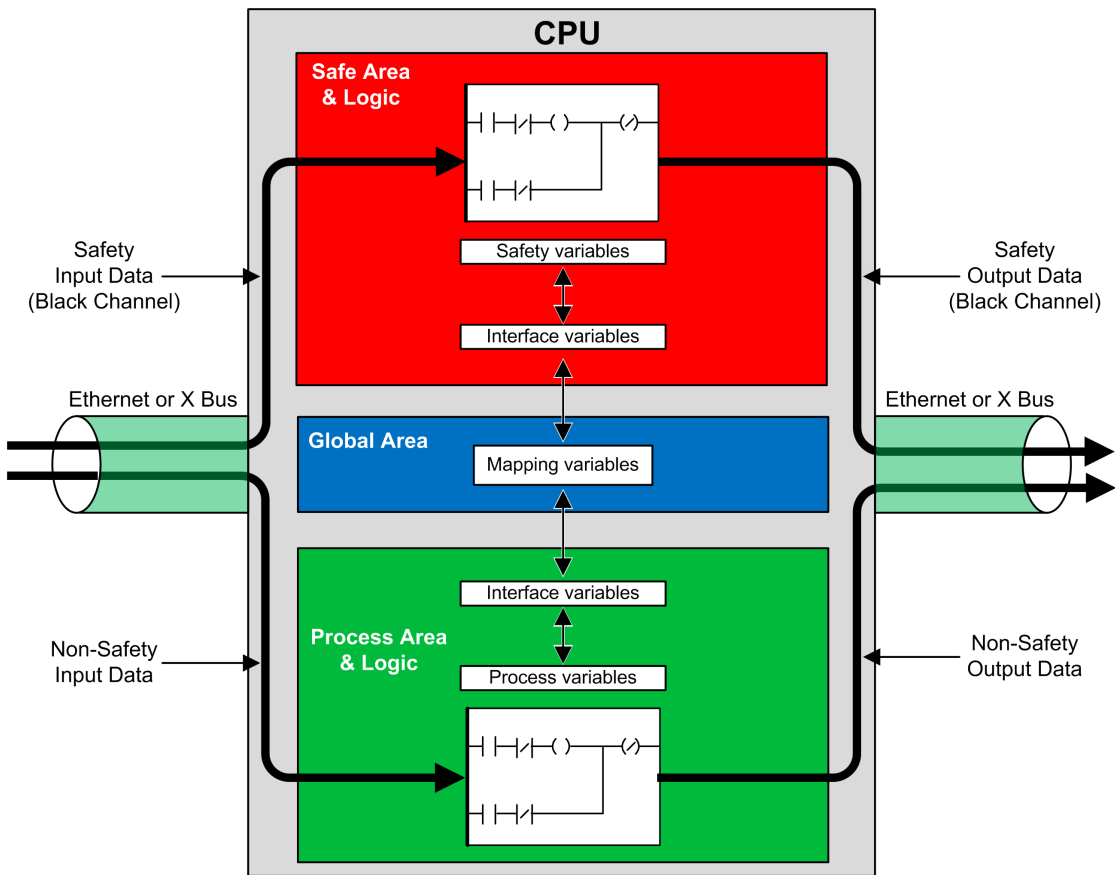 CPU
Safe Area
& Logic
Safety variables
Interface variables
Safety
Input Data
(Black Channel)
Safety
Output Data
(Black Channel)
Ethernet or X Bus
Ethernet or X Bus
Global Area
Mapping variables
Interface variables
Process Area
& Logic
Process variables
Non-Safety
Input Data
Non-Safety
Output Data